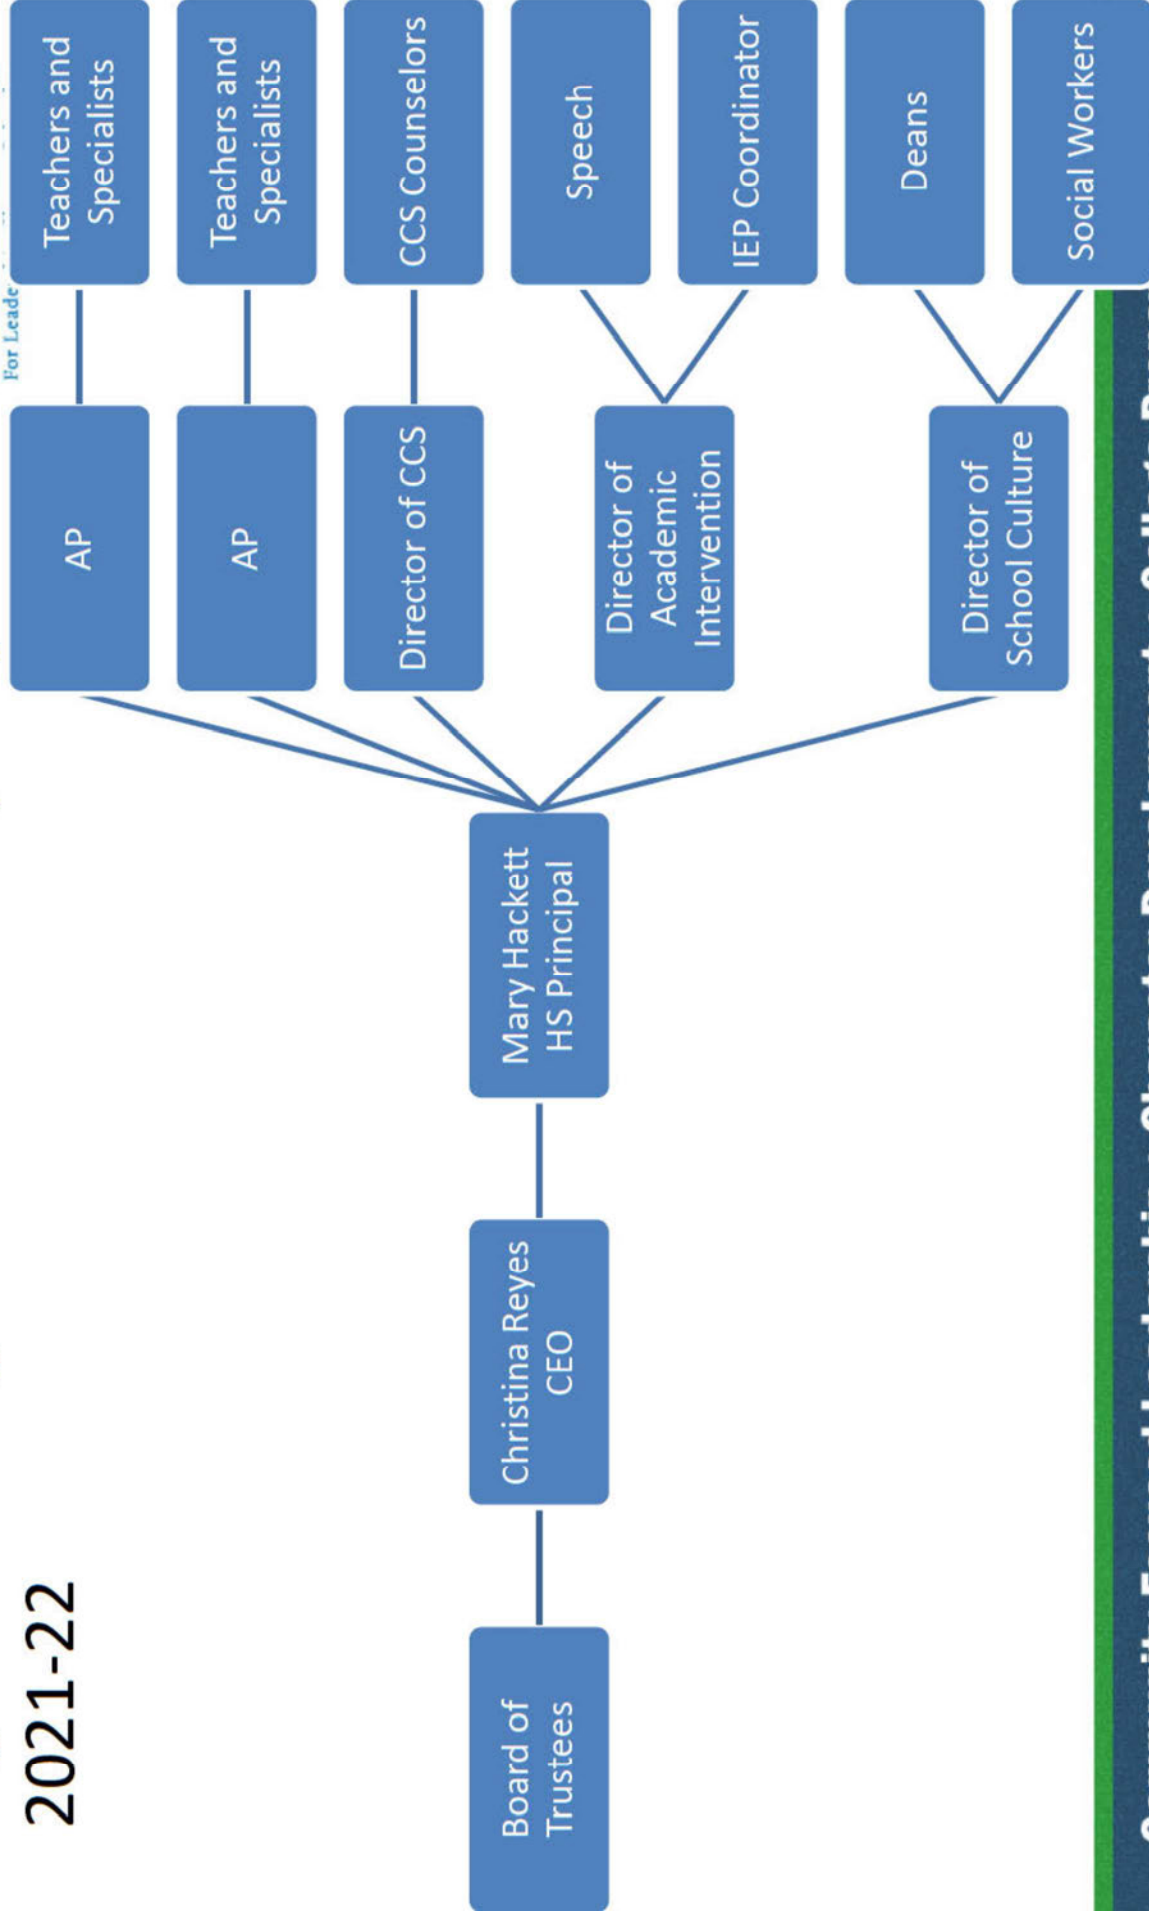 For Leade
2021-22
AP
Teachers and
Specialists
AP
Teachers and
Specialists
Director of CCS
CCS Counselors
Board of
Trustees
Christina Reyes
CEO
Mary Hackett
HS Principal
Director of
Academic
Intervention
Speech
IEP Coordinator
Director of
School Culture
Deans
Social Workers